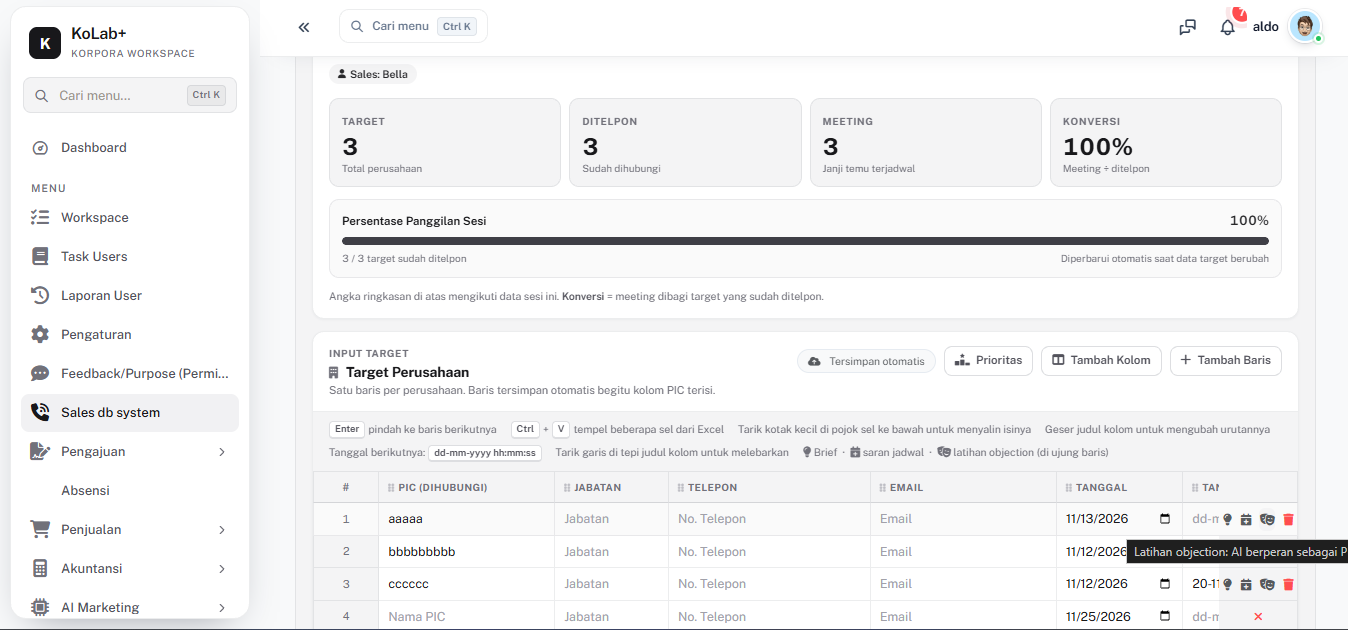 K
KoLab+
KORPORA WORKSPACE
Cari menu...
Ctrl K
Dashboard
MENU
Workspace
Task Users
Laporan User
Pengaturan
Feedback/Purpose (Permi...
Sales db system
Pengajuan
Absensi
Penjualan
Akuntansi
AI Marketing
«
Cari menu
Ctrl K
7
aldo
Sales: Bella
TARGET
3
Total perusahaan
DITELPON
3
Sudah dihubungi
MEETING
3
Janji temu terjadwal
KONVERSI
100%
Meeting ÷ ditelpon
Persentase Panggilan Sesi
100%
3 / 3 target sudah ditelpon
Diperbarui otomatis saat data target berubah
Angka ringkasan di atas mengikuti data sesi ini. Konversi = meeting dibagi target yang sudah ditelpon.
INPUT TARGET
Target Perusahaan
Satu baris per perusahaan. Baris tersimpan otomatis begitu kolom PIC terisi.
Tersimpan otomatis
Prioritas
Tambah Kolom
+ Tambah Baris
Enter pindah ke baris berikutnya Ctrl + V tempel beberapa sel dari Excel Tarik kotak kecil di pojok sel ke bawah untuk menyalin isinya Geser judul kolom untuk mengubah urutannya
Tanggal berikutnya: dd-mm-yyyy hh:mm:ss Tarik garis di tepi judul kolom untuk melebarkan Brief · saran jadwal · latihan objection (di ujung baris)
# PIC (DIHUBUNGI) JABATAN TELEPON EMAIL TANGGAL TAN
1 aaaaa Jabatan No. Telepon Email 11/13/2026 dd-m
2 bbbbbbbbb Jabatan No. Telepon Email 11/12/2026
Latihan objection: AI berperan sebagai P
3 cccccc Jabatan No. Telepon Email 11/12/2026 20-11
4 Nama PIC Jabatan No. Telepon Email 11/25/2026 dd-m